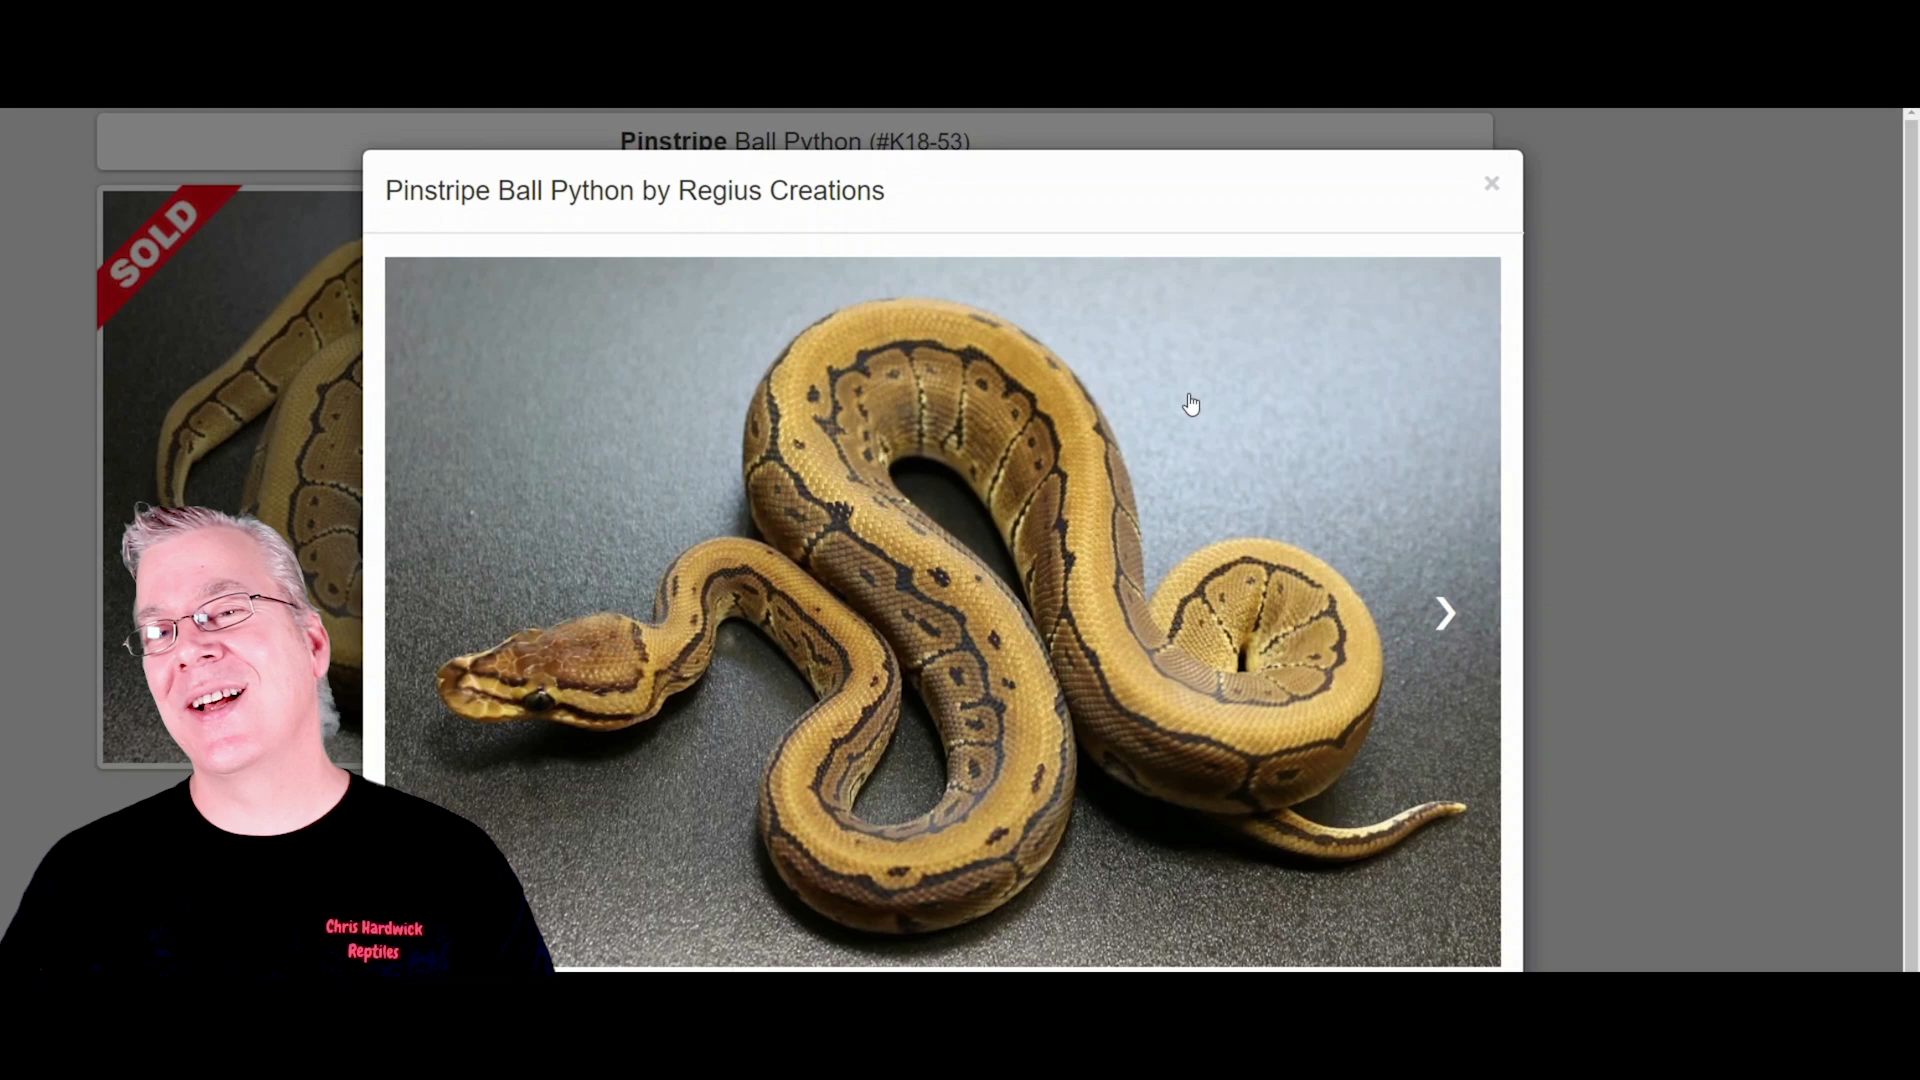 Pinstripe Ball Python (#K18-53)
Pinstripe Ball Python by Regius Creations
SOLD
Chris Hardwick
Reptiles